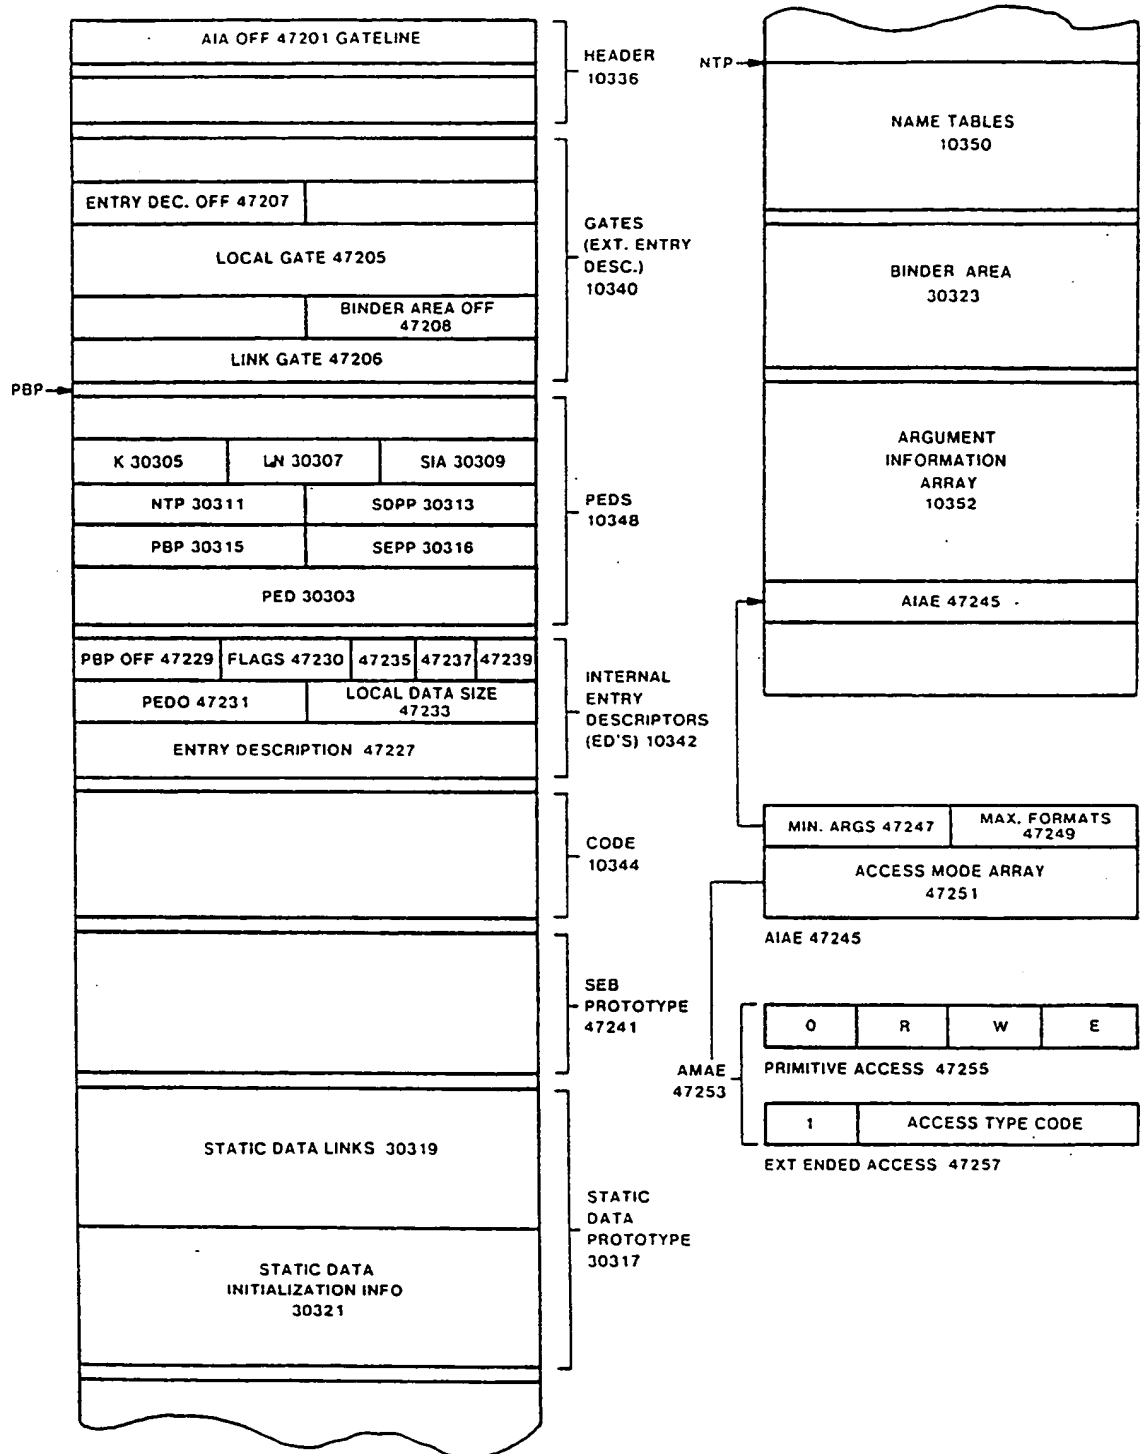 AIA OFF 47201 GATELINE
HEADER
10336
ENTRY DEC. OFF 47207
LOCAL GATE 47205
BINDER AREA OFF
47208
LINK GATE 47206
GATES
(EXT. ENTRY
DESC.)
10340
PBP
K 30305
LN 30307
SIA 30309
NTP 30311
SDPP 30313
PBP 30315
SEPP 30316
PED 30303
PEDS
10348
PBP OFF 47229
FLAGS 47230
47235
47237
47239
PEDO 47231
LOCAL DATA SIZE
47233
ENTRY DESCRIPTION 47227
INTERNAL
ENTRY
DESCRIPTORS
(ED'S) 10342
CODE
10344
SEB
PROTOTYPE
47241
STATIC DATA LINKS 30319
STATIC DATA
INITIALIZATION INFO
30321
STATIC
DATA
PROTOTYPE
30317
NTP
NAME TABLES
10350
BINDER AREA
30323
ARGUMENT
INFORMATION
ARRAY
10352
AIAE 47245
MIN. ARGS 47247
MAX. FORMATS
47249
ACCESS MODE ARRAY
47251
AIAE 47245
AMAE
47253
O
R
W
E
PRIMITIVE ACCESS 47255
1
ACCESS TYPE CODE
EXT ENDED ACCESS 47257